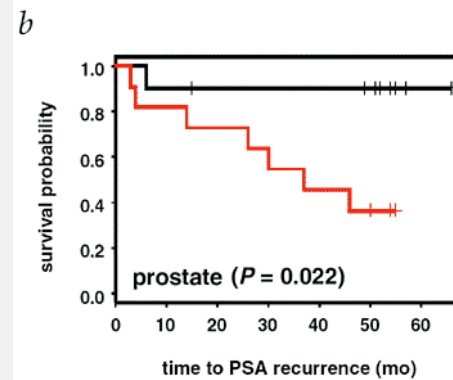 b
1.0
0.8
0.6
0.4
0.2
0.0
survival probability
prostate (P = 0.022)
0 10 20 30 40 50 60
time to PSA recurrence (mo)